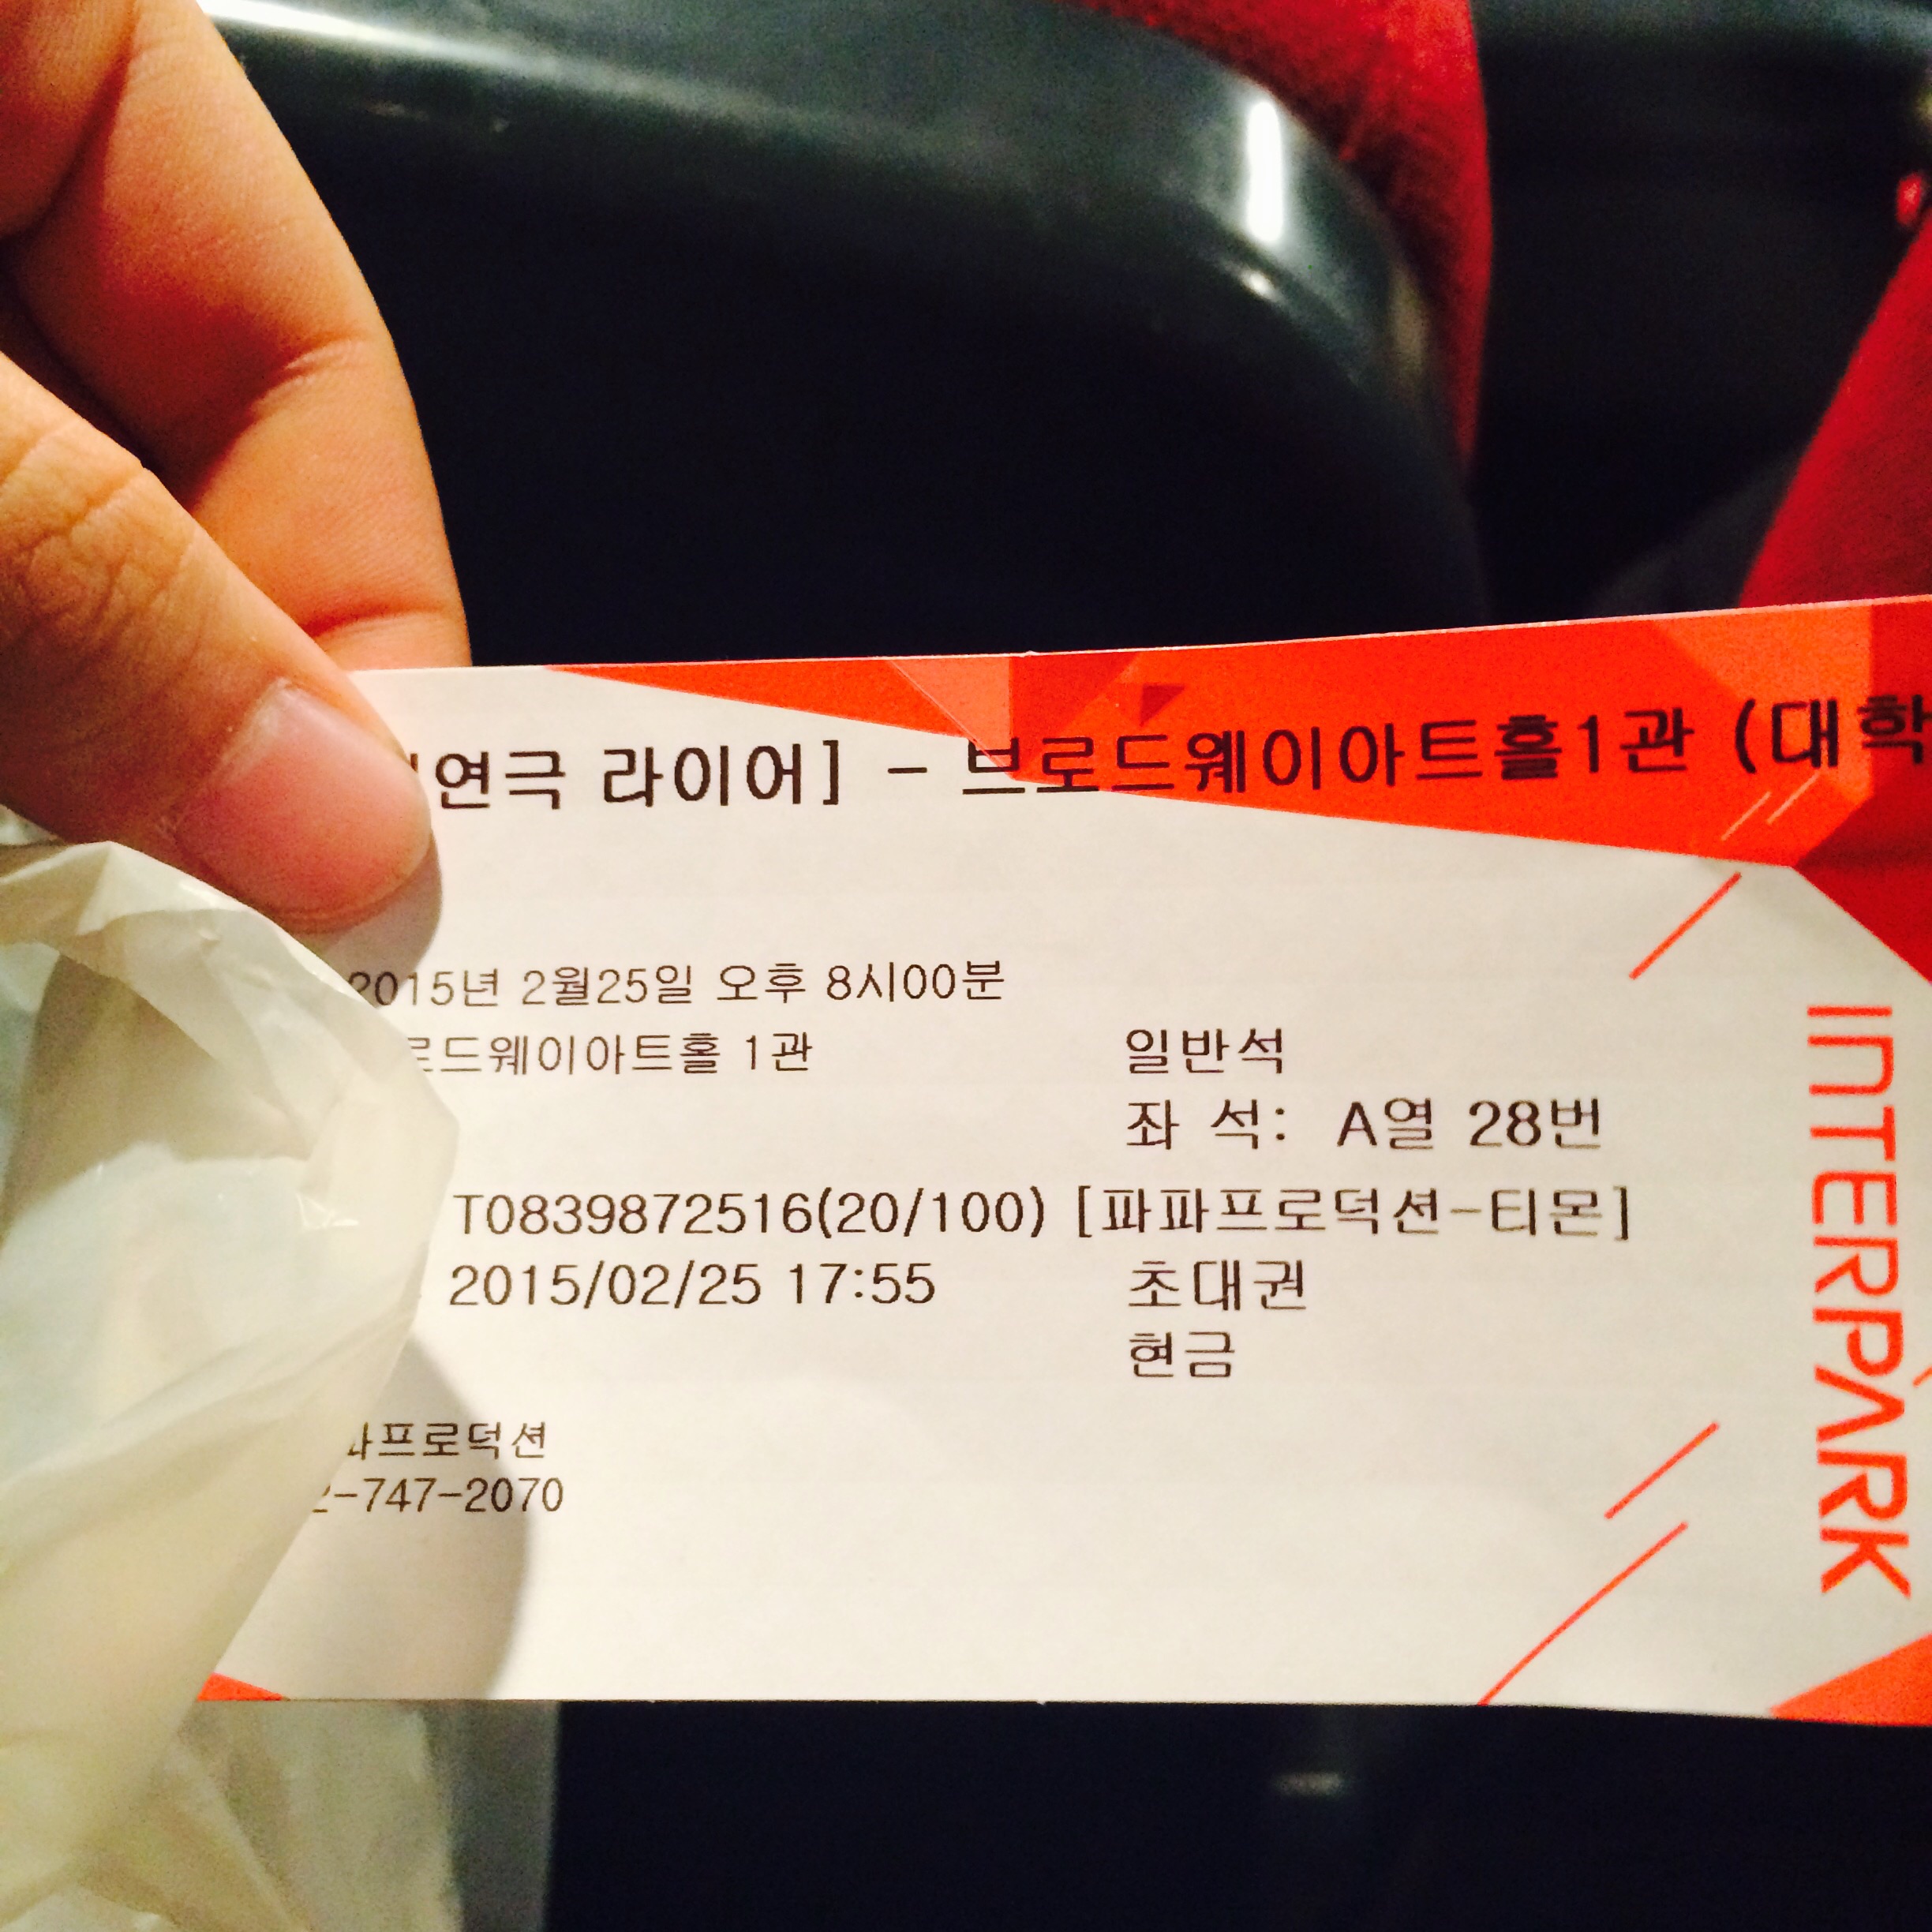 연극 라이어] - 브로드웨이아트홀1관 (대학
2015년 2월25일 오후 8시00분
로드웨이아트홀 1관
일반석
좌 석: A열 28번
T0839872516(20/100) [파파프로덕션-티몬]
2015/02/25 17:55 초대권
현금
파프로덕션
2-747-2070
INTERPARK